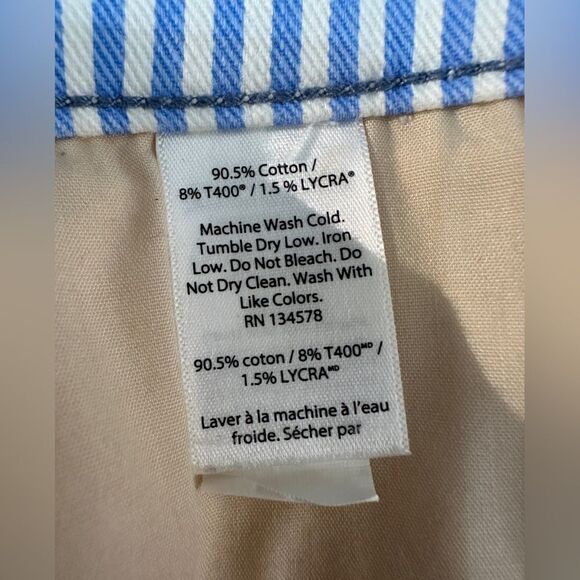 90.5% Cotton /
8% T400® / 1.5 % LYCRA®
Machine Wash Cold.
Tumble Dry Low. Iron
Low. Do Not Bleach. Do
Not Dry Clean. Wash With
Like Colors.
RN 134578
90.5% coton / 8% T400ᴹᴰ /
1.5% LYCRAᴹᴰ
Laver à la machine à l'eau
froide. Sécher par